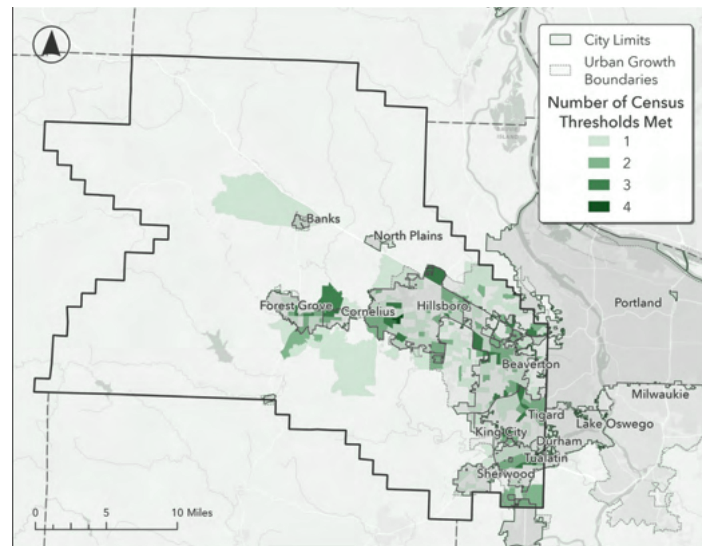 City Limits
Urban Growth
Boundaries
Number of Census
Thresholds Met
1
2
3
4
Banks
North Plains
Forest Grove
Cornelius
Hillsboro
Portland
Beaverton
Milwaukie
Tigard
Lake Oswego
King City
Durham
Tualatin
Sherwood
0 5 10 Miles